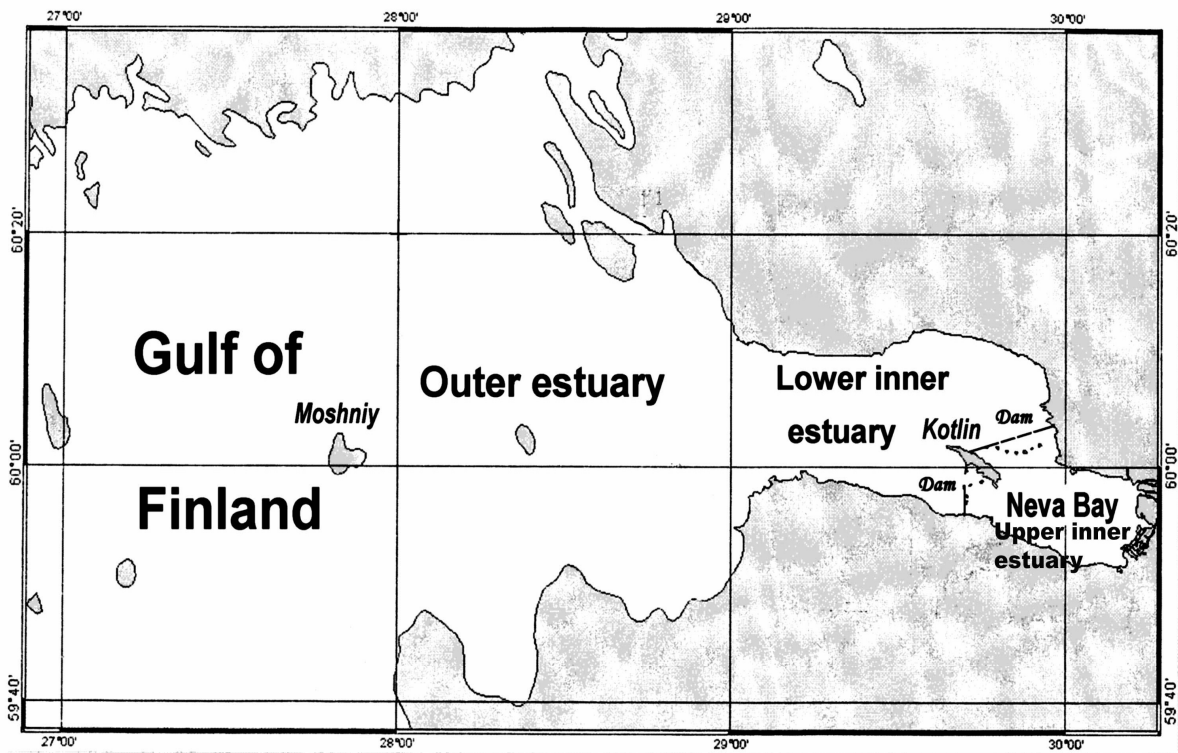 27°00'
28°00'
29°00'
30°00'
60°20'
60°20'
Gulf of
Outer estuary
Lower inner
estuary
Moshniy
Kotlin
Dam
60°00'
60°00'
Dam
Finland
Neva Bay
Upper inner
estuary
59°40'
59°40'
27°00'
28°00'
29°00'
30°00'